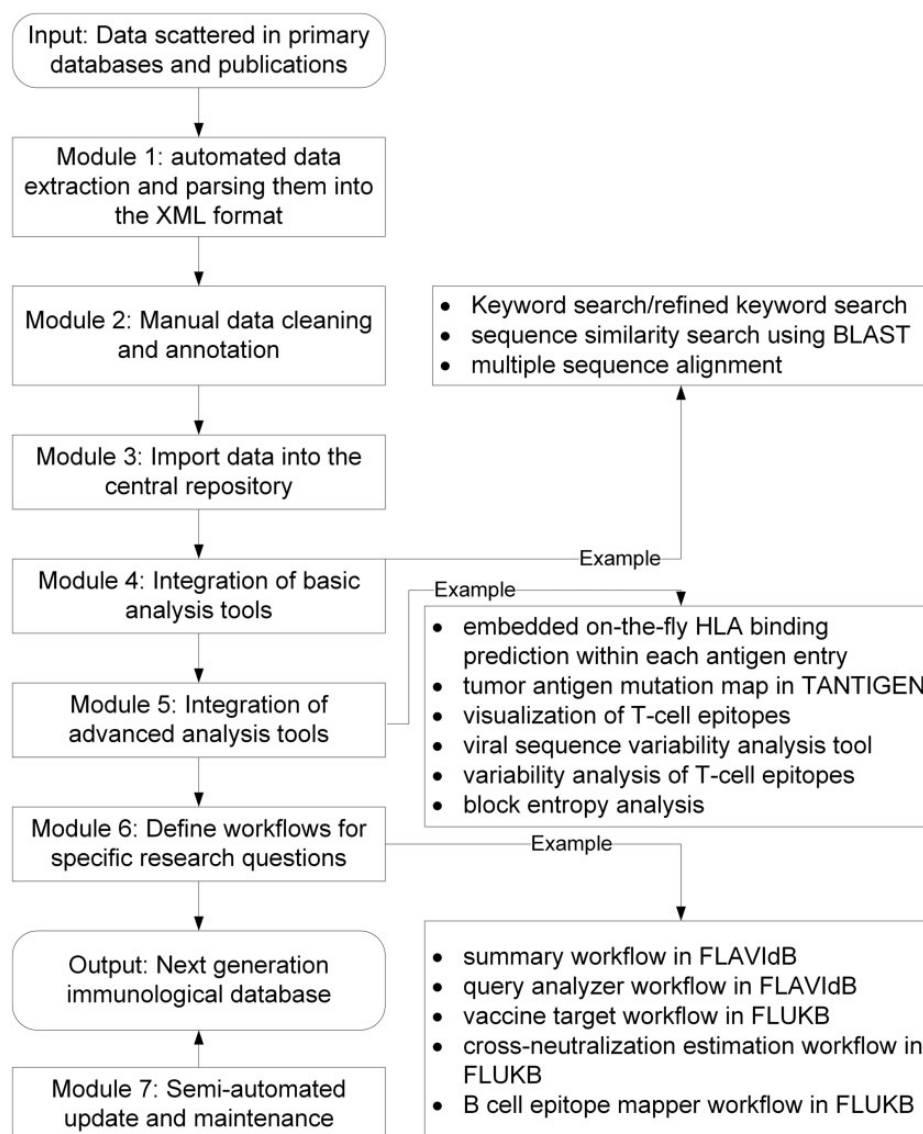 Input: Data scattered in primary
databases and publications
Module 1: automated data
extraction and parsing them into
the XML format
Module 2: Manual data cleaning
and annotation
• Keyword search/refined keyword search
• sequence similarity search using BLAST
• multiple sequence alignment
Module 3: Import data into the
central repository
Example
Module 4: Integration of basic
analysis tools
Example
• embedded on-the-fly HLA binding
prediction within each antigen entry
• tumor antigen mutation map in TANTIGEN
• visualization of T-cell epitopes
• viral sequence variability analysis tool
• variability analysis of T-cell epitopes
• block entropy analysis
Module 5: Integration of
advanced analysis tools
Module 6: Define workflows for
specific research questions
Example
Output: Next generation
immunological database
• summary workflow in FLAVIdB
• query analyzer workflow in FLAVIdB
• vaccine target workflow in FLUKB
• cross-neutralization estimation workflow in
FLUKB
• B cell epitope mapper workflow in FLUKB
Module 7: Semi-automated
update and maintenance